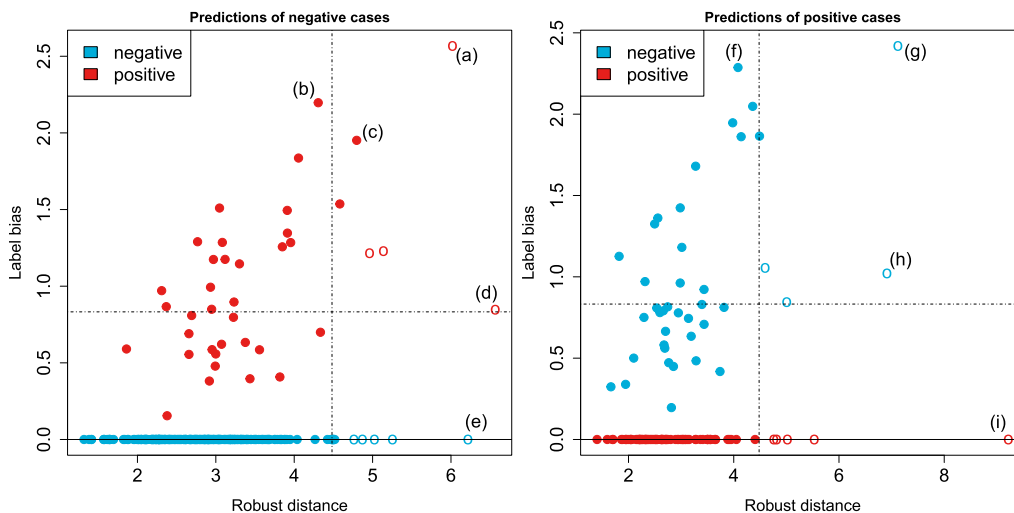 Predictions of negative cases
negative
positive
(a)
(b)
(c)
(d)
(e)
0.0
0.5
1.0
1.5
2.0
2.5
Label bias
2
3
4
5
6
Robust distance
Predictions of positive cases
negative
positive
(f)
(g)
(h)
(i)
0.0
0.5
1.0
1.5
2.0
2.5
Label bias
2
4
6
8
Robust distance